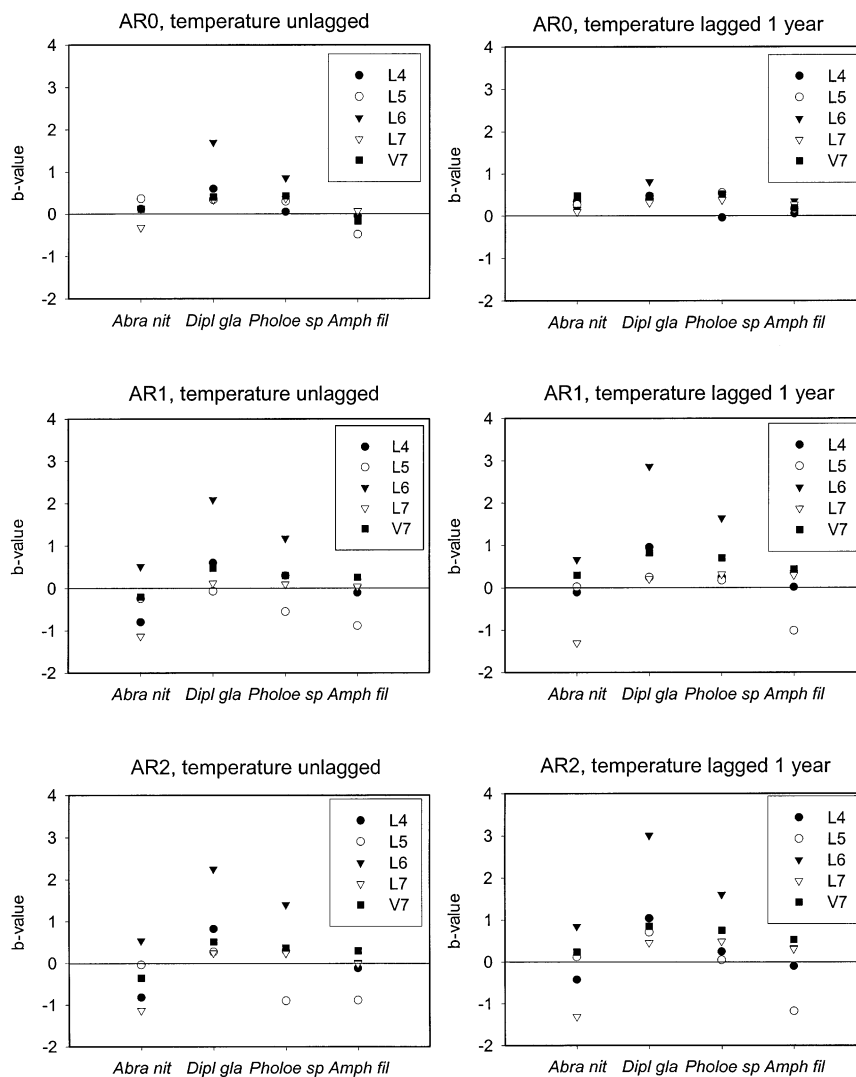 AR0, temperature unlagged
4
3
2
1
0
-1
-2
b-value
L4
L5
L6
L7
V7
Abra nit Dipl gla Pholoe sp Amph fil
AR0, temperature lagged 1 year
4
3
2
1
0
-1
-2
b-value
L4
L5
L6
L7
V7
Abra nit Dipl gla Pholoe sp Amph fil
AR1, temperature unlagged
4
3
2
1
0
-1
-2
b-value
L4
L5
L6
L7
V7
Abra nit Dipl gla Pholoe sp Amph fil
AR1, temperature lagged 1 year
4
3
2
1
0
-1
-2
b-value
L4
L5
L6
L7
V7
Abra nit Dipl gla Pholoe sp Amph fil
AR2, temperature unlagged
4
3
2
1
0
-1
-2
b-value
L4
L5
L6
L7
V7
Abra nit Dipl gla Pholoe sp Amph fil
AR2, temperature lagged 1 year
4
3
2
1
0
-1
-2
b-value
L4
L5
L6
L7
V7
Abra nit Dipl gla Pholoe sp Amph fil